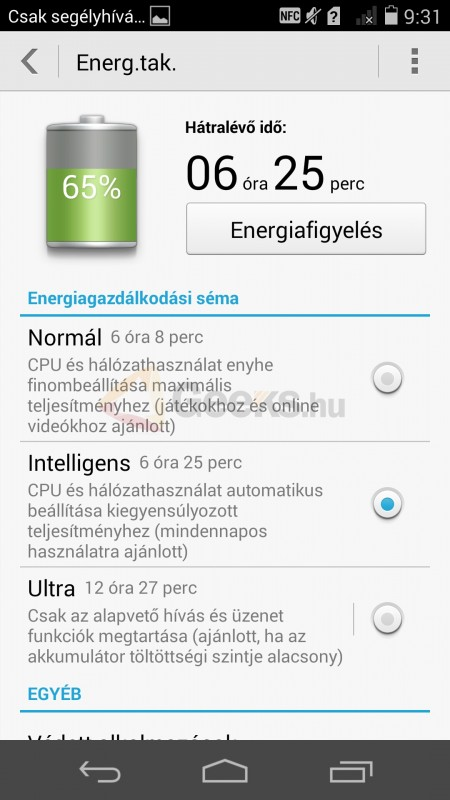 Csak segélyhívá... NFC 9:31
Energ.tak.
65%
Hátralévő idő:
06 óra 25 perc
Energiafigyelés
Energiagazdálkodási séma
Normál 6 óra 8 perc
CPU és hálózathasználat enyhe
finombeállítása maximális
teljesítményhez (játékokhoz és online
videókhoz ajánlott)
Geeks.hu
Intelligens 6 óra 25 perc
CPU és hálózathasználat automatikus
beállítása kiegyensúlyozott
teljesítményhez (mindennapos
használatra ajánlott)
Ultra 12 óra 27 perc
Csak az alapvető hívás és üzenet
funkciók megtartása (ajánlott, ha az
akkumulátor töltöttségi szintje alacsony)
EGYÉB